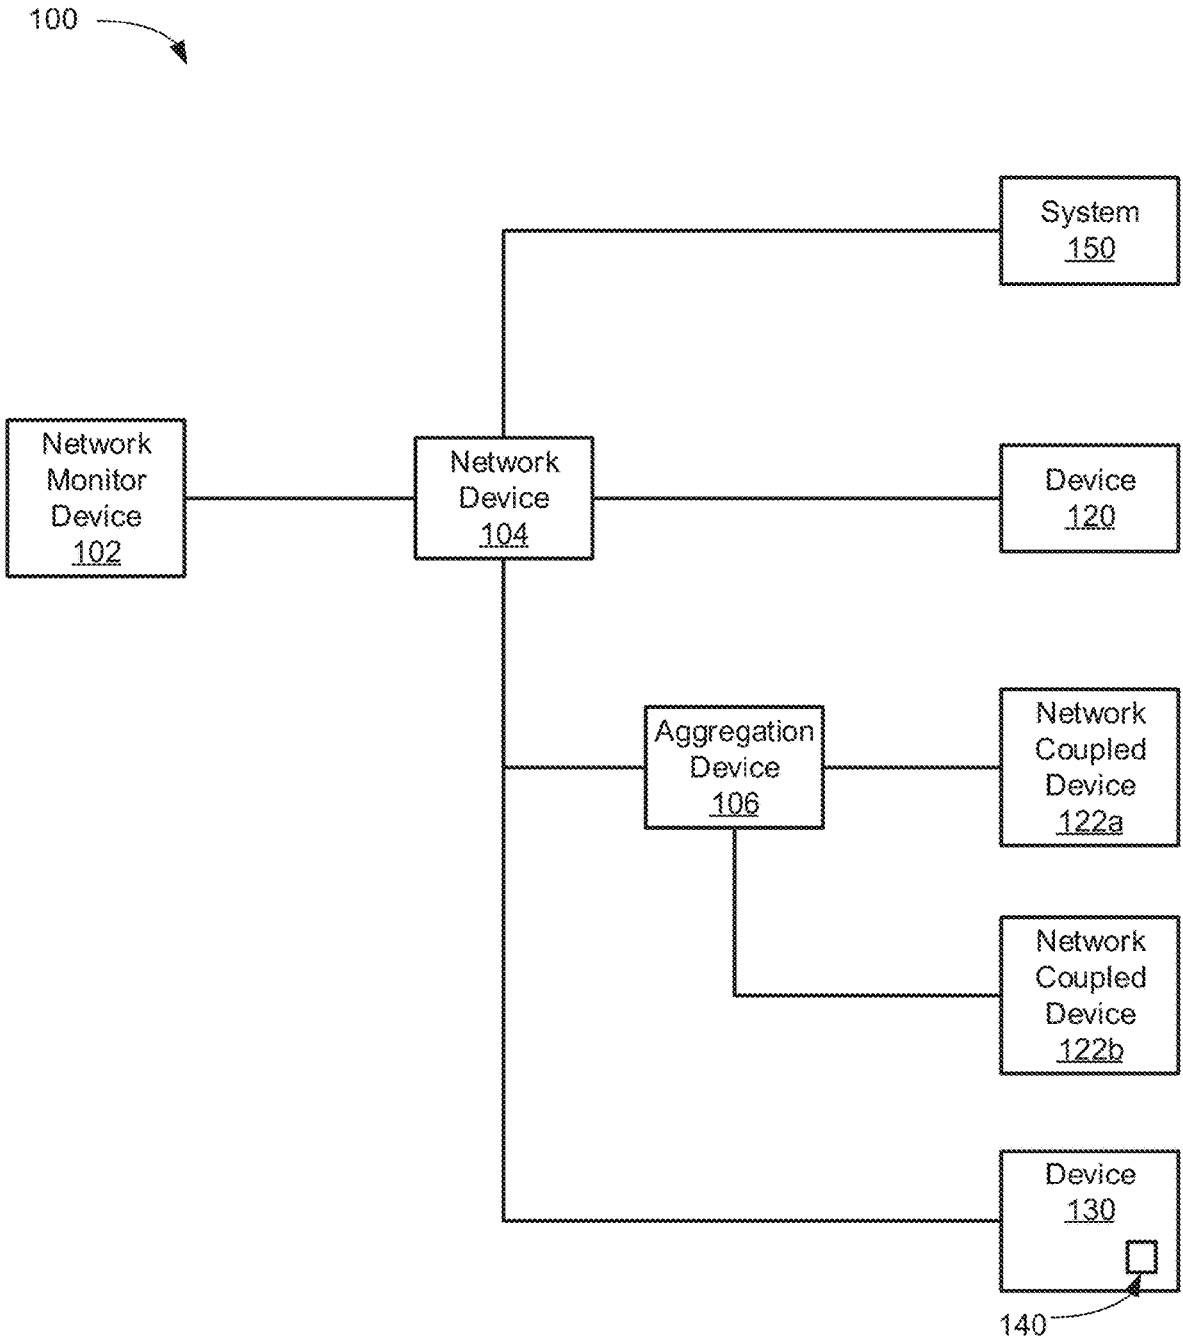 100
System
150
Network
Monitor
Device
102
Network
Device
104
Device
120
Aggregation
Device
106
Network
Coupled
Device
122a
Network
Coupled
Device
122b
Device
130
140